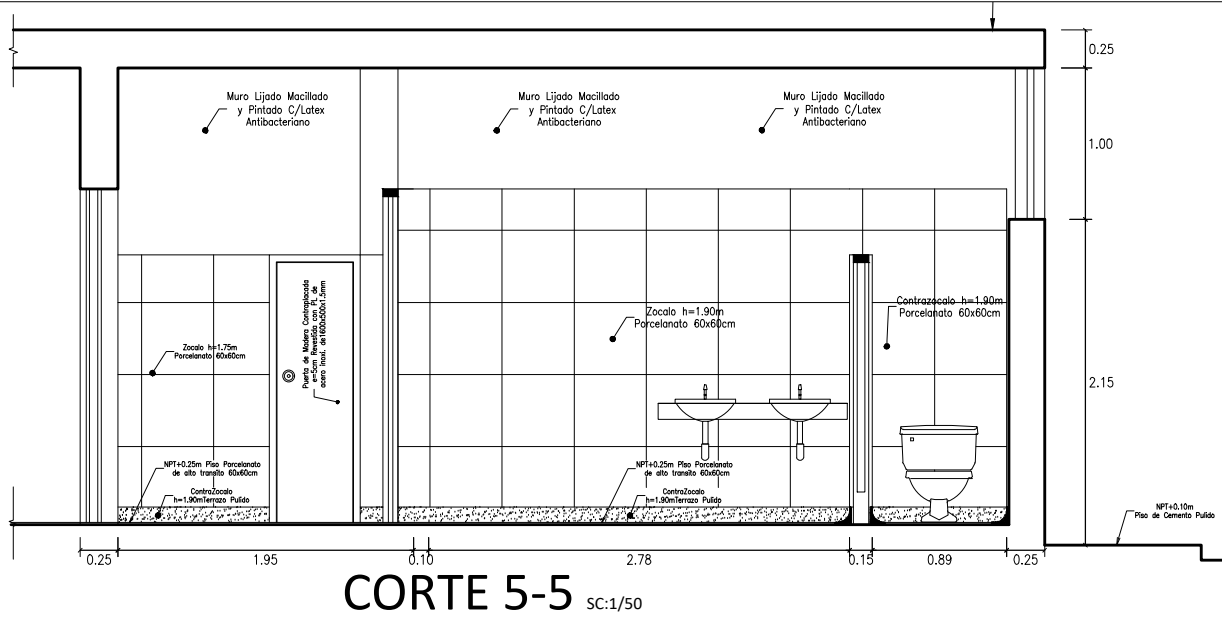 0.25
Muro Lijado Macillado
y Pintado C/Latex
Antibacteriano
Muro Lijado Macillado
y Pintado C/Latex
Antibacteriano
Muro Lijado Macillado
y Pintado C/Latex
Antibacteriano
1.00
Puerta de Madera Contraplacada
e=5cm Revestida con PL de
acero inoxi. de1600x500x1.5mm
Zocalo h=1.90m
Porcelanato 60x60cm
Contrazocalo h=1.90m
Porcelanato 60x60cm
Zocalo h=1.75m
Porcelanato 60x60cm
2.15
NPT+0.25m Piso Porcelanato
de alto transito 60x60cm
ContraZocalo
h=1.90mTerrazo Pulido
NPT+0.25m Piso Porcelanato
de alto transito 60x60cm
ContraZocalo
h=1.90mTerrazo Pulido
NPT+0.10m
Piso de Cemento Pulido
0.25
1.95
0.10
2.78
0.15
0.89
0.25
CORTE 5-5 SC:1/50